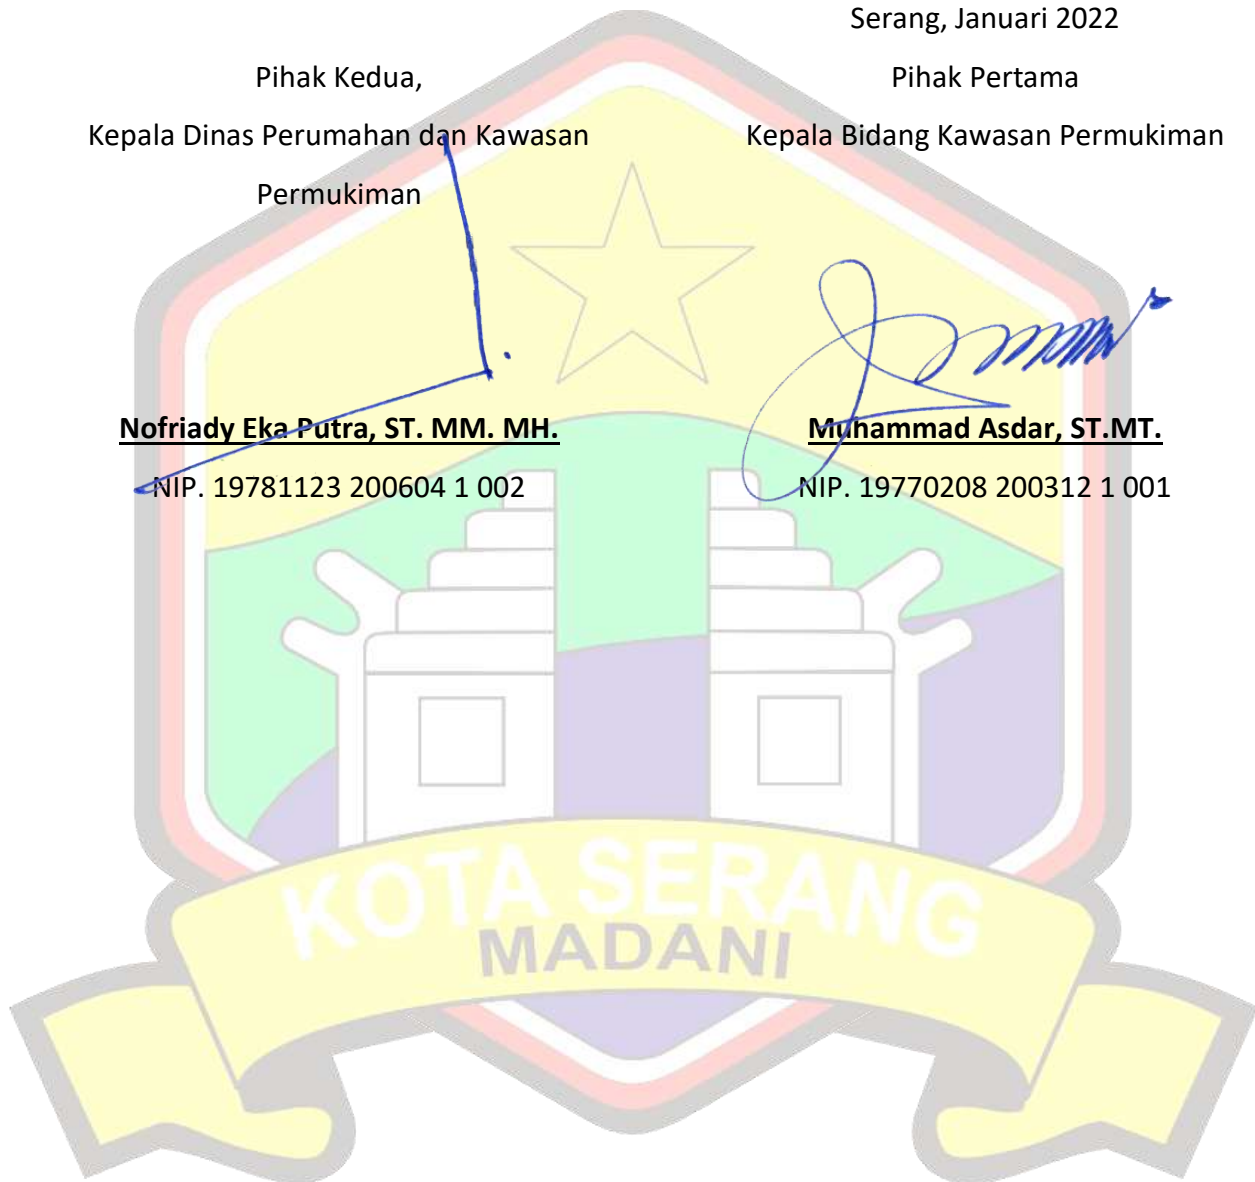 Serang, Januari 2022
Pihak Kedua,
Pihak Pertama
Kepala Dinas Perumahan dan Kawasan
Permukiman
Kepala Bidang Kawasan Permukiman
Nofriady Eka Putra, ST. MM. MH.
Muhammad Asdar, ST.MT.
NIP. 19781123 200604 1 002
NIP. 19770208 200312 1 001
KOTA SERANG
MADANI